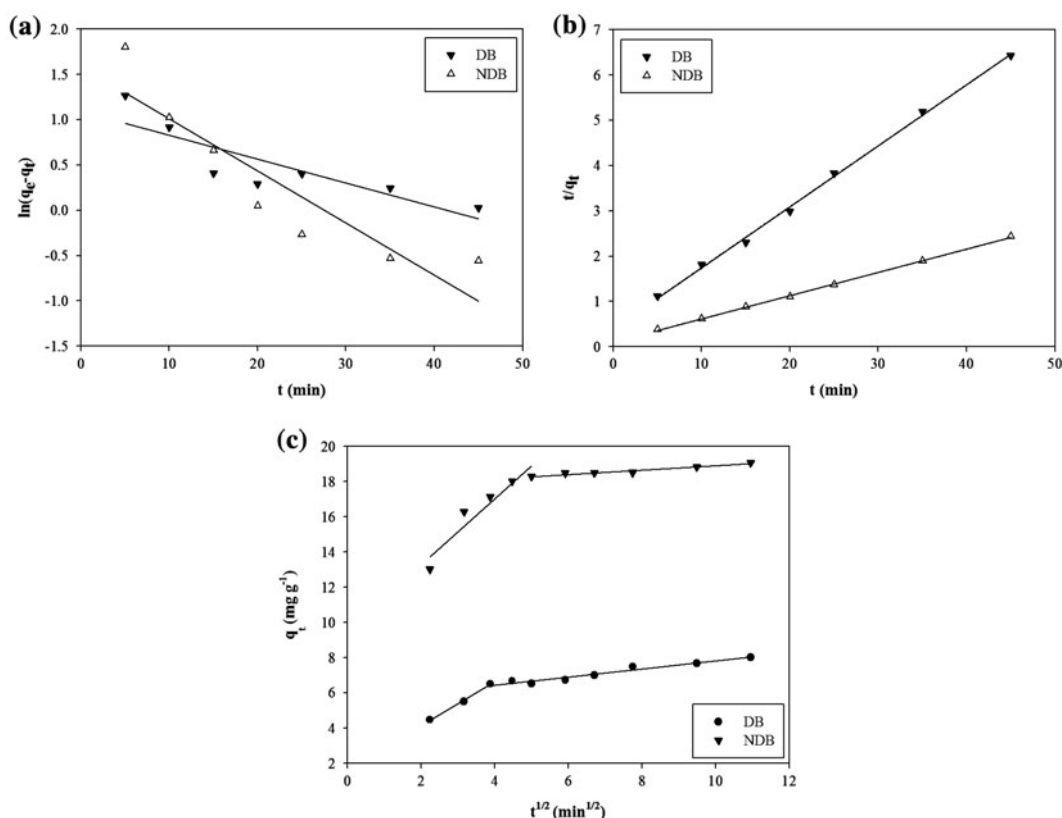 (a)
2.0
1.5
1.0
0.5
0.0
-0.5
-1.0
-1.5
ln(qe-qt)
0 10 20 30 40 50
t (min)
DB
NDB
(b)
7
6
5
4
3
2
1
0
t/qt
0 10 20 30 40 50
t (min)
DB
NDB
(c)
20
18
16
14
12
10
8
6
4
2
qt (mg g-1)
0 2 4 6 8 10 12
t1/2 (min1/2)
DB
NDB